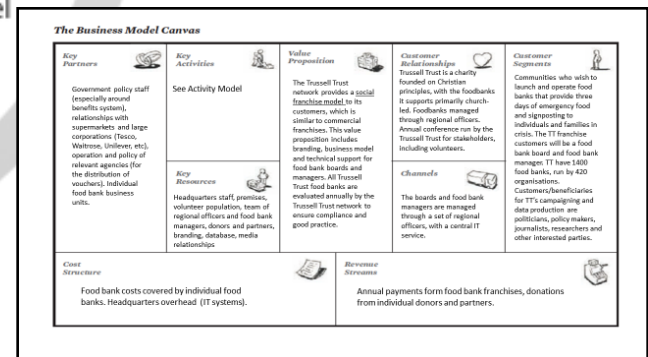 el
The Business Model Canvas
Key
Partners
Government policy staff
(especially around
benefits system),
relationships with
supermarkets and large
corporations (Tesco,
Waitrose, Unilever, etc),
operation and policy of
relevant agencies (for
the distribution of
vouchers). Individual
food bank business
units.
Key
Activities
See Activity Model
Key
Resources
Headquarters staff, premises,
volunteer population, team of
regional officers and food bank
managers, donors and partners,
branding, database, media
relationships
Value
Proposition
The Trussell Trust
network provides a social
franchise model to its
customers, which is
similar to commercial
franchises. This value
proposition includes
branding, business model
and technical support for
food bank boards and
managers. All Trussell
Trust food banks are
evaluated annually by the
Trussell Trust network to
ensure compliance and
good practice.
Customer
Relationships
Trussell Trust is a charity
founded on Christian
principles, with the foodbanks
it supports primarily church-
led. Foodbanks managed
through regional officers.
Annual conference run by the
Trussell Trust for stakeholders,
including volunteers.
Channels
The boards and food bank
managers are managed
through a set of regional
officers, with a central IT
service.
Customer
Segments
Communities who wish to
launch and operate food
banks that provide three
days of emergency food
and signposting to
individuals and families in
crisis. The TT franchise
customers will be a food
bank board and food bank
manager. TT have 1400
food banks, run by 420
organisations.
Customers/beneficiaries
for TT's campaigning and
data production are
politicians, policy makers,
journalists, researchers and
other interested parties.
Cost
Structure
Food bank costs covered by individual food
banks. Headquarters overhead (IT systems).
Revenue
Streams
Annual payments form food bank franchises, donations
from individual donors and partners.